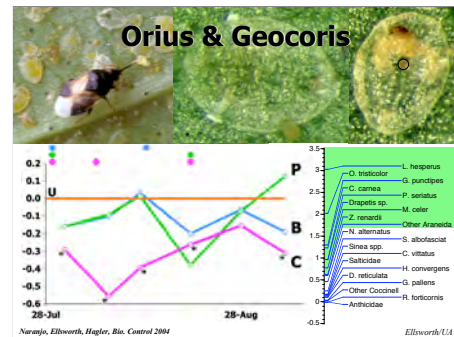 Orius & Geocoris
0.2
0.1
0.0
-0.1
-0.2
-0.3
-0.4
-0.5
-0.6
U
P
B
C
28-Jul
28-Aug
3.5
3
2.5
2
1.5
1
0.5
0
-0.5
L. hesperus
O. tristicolor
G. punctipes
C. carnea
P. seriatus
Drapetis sp.
M. celer
Z. renardii
Other Araneida
N. alternatus
S. albofasciat
Sinea spp.
C. vittatus
Salticidae
H. convergens
D. reticulata
G. pallens
Other Coccinell
R. forticornis
Anthicidae
Naranjo, Ellsworth, Hagler, Bio. Control 2004
Ellsworth/UA